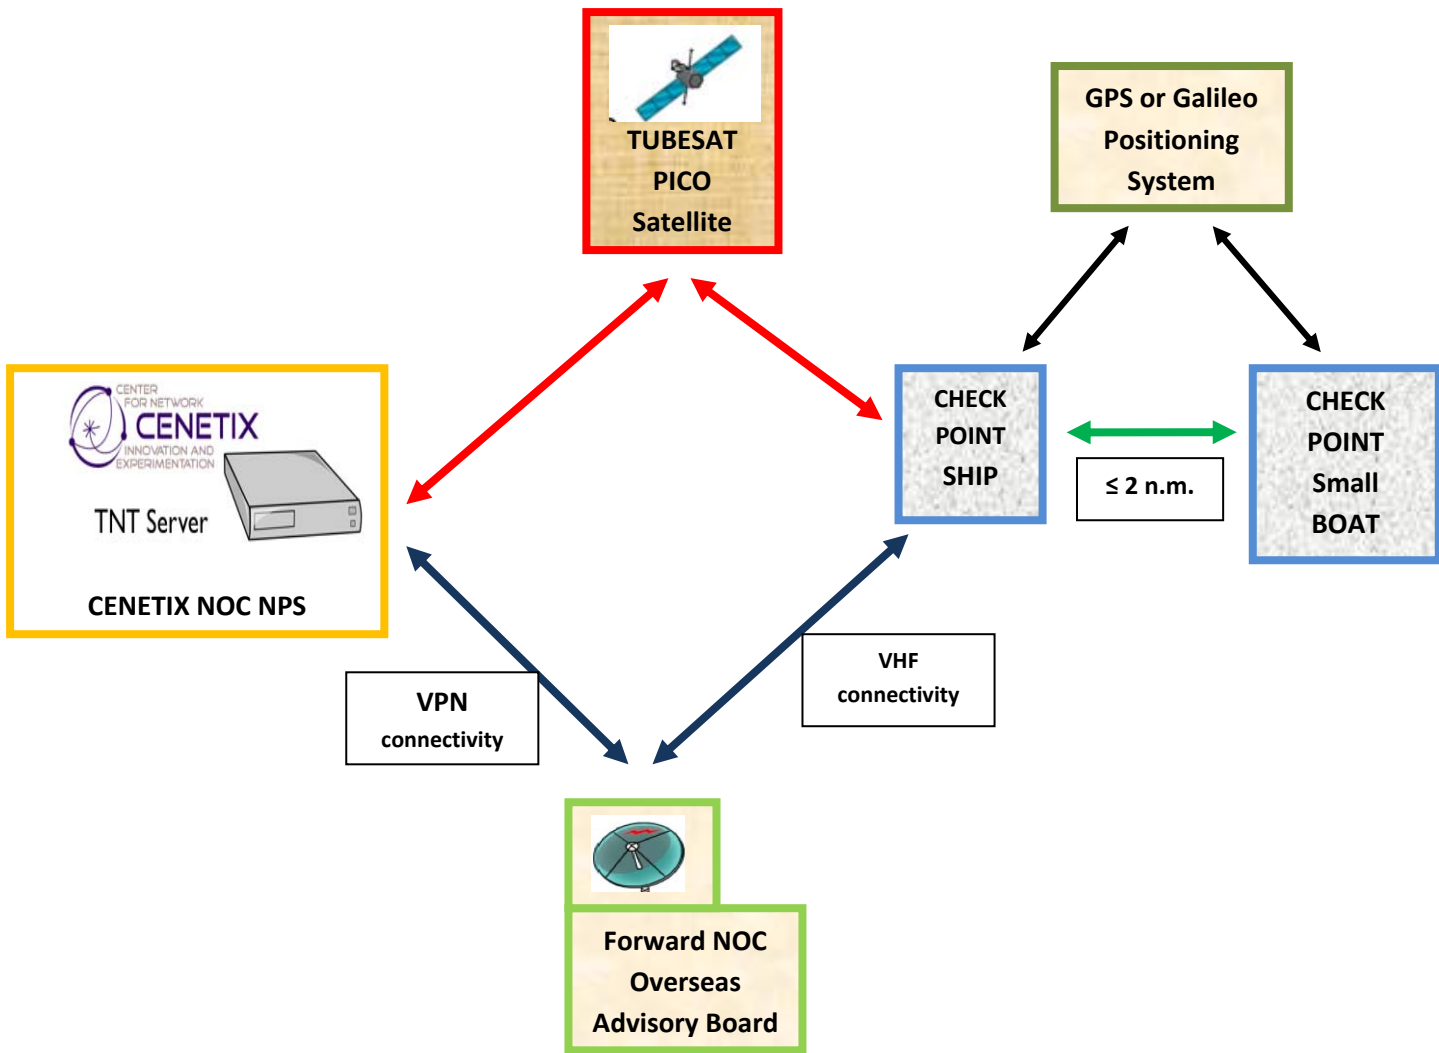 TUBESAT
PICO
Satellite
GPS or Galileo
Positioning
System
CENTER
FOR NETWORK
CENETIX
INNOVATION AND
EXPERIMENTATION
TNT Server
CENETIX NOC NPS
CHECK
POINT
SHIP
≤ 2 n.m.
CHECK
POINT
Small
BOAT
VPN
connectivity
VHF
connectivity
Forward NOC
Overseas
Advisory Board